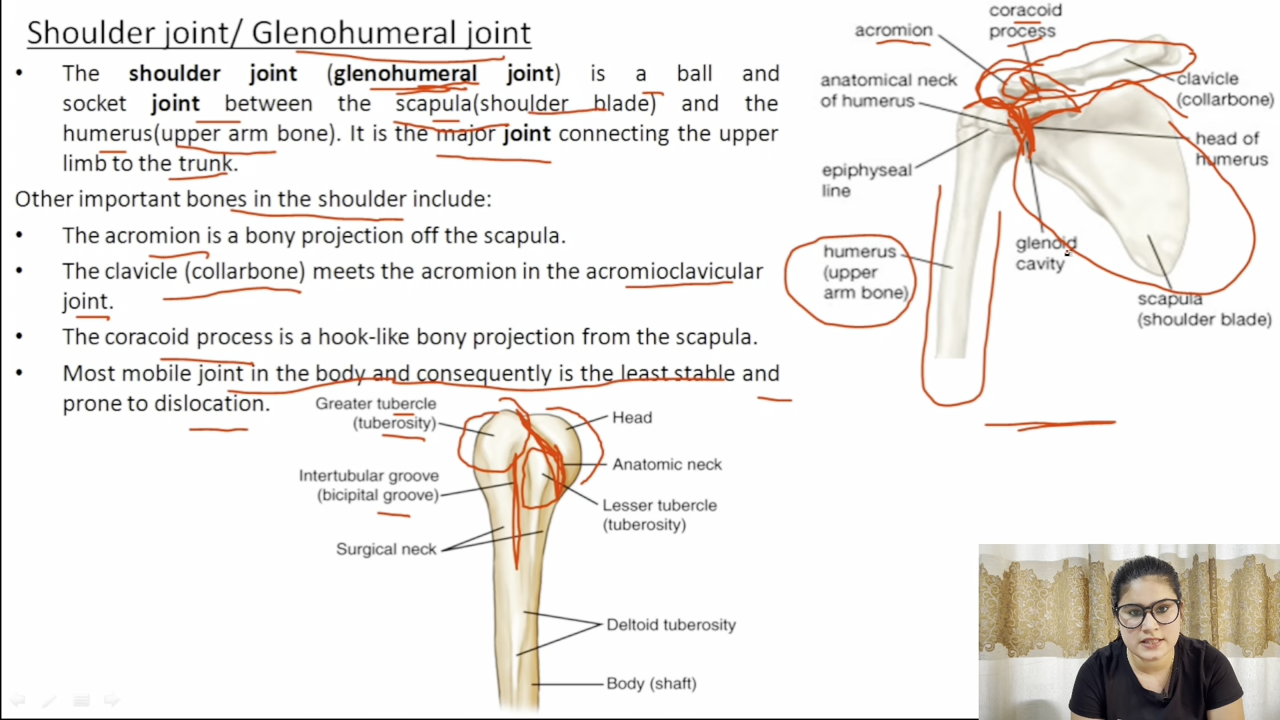 Shoulder joint/ Glenohumeral joint
• The shoulder joint (glenohumeral joint) is a ball and
socket joint between the scapula(shoulder blade) and the
humerus(upper arm bone). It is the major joint connecting the upper
limb to the trunk.
Other important bones in the shoulder include:
• The acromion is a bony projection off the scapula.
• The clavicle (collarbone) meets the acromion in the acromioclavicular
joint.
• The coracoid process is a hook-like bony projection from the scapula.
• Most mobile joint in the body and consequently is the least stable and
prone to dislocation.
coracoid
process
acromion
anatomical neck
of humerus
epiphyseal
line
humerus
(upper
arm bone)
clavicle
(collarbone)
head of
humerus
glenoid
cavity
scapula
(shoulder blade)
Greater tubercle
(tuberosity)
Intertubular groove
(bicipital groove)
Surgical neck
Head
Anatomic neck
Lesser tubercle
(tuberosity)
Deltoid tuberosity
Body (shaft)